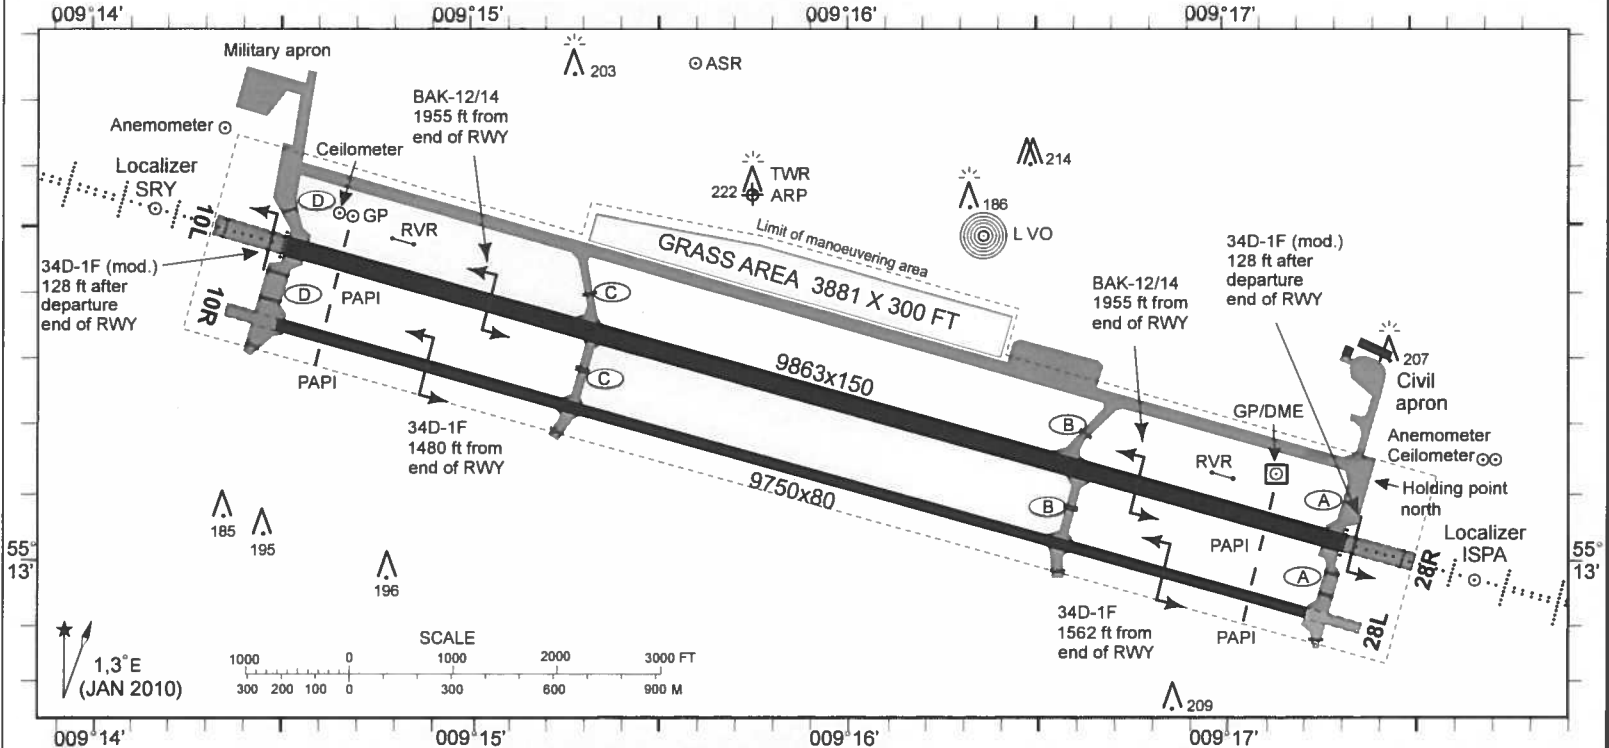 009°14'
009°15'
009°16'
009°17'
Military apron
203
ASR
BAK-12/14
1955 ft from
end of RWY
Anemometer
Ceilometer
Localizer
SRY
214
TWR
222
ARP
186
D
GP
RVR
10L
L VO
Limit of manoeuvering area
GRASS AREA 3881 X 300 FT
34D-1F (mod.)
128 ft after
departure
end of RWY
34D-1F (mod.)
128 ft after
departure
end of RWY
BAK-12/14
1955 ft from
end of RWY
10R
D
PAPI
C
PAPI
C
9863x150
207
Civil
apron
GP/DME
B
34D-1F
1480 ft from
end of RWY
Anemometer
Ceilometer
RVR
9750x80
B
A
Holding point
north
185
195
196
Localizer
ISPA
55°
13'
55°
13'
PAPI
A
28R
34D-1F
1562 ft from
end of RWY
PAPI
28L
1,3°E
(JAN 2010)
SCALE
1000 0 1000 2000 3000 FT
300 200 100 0 300 600 900 M
209
009°14'
009°15'
009°16'
009°17'